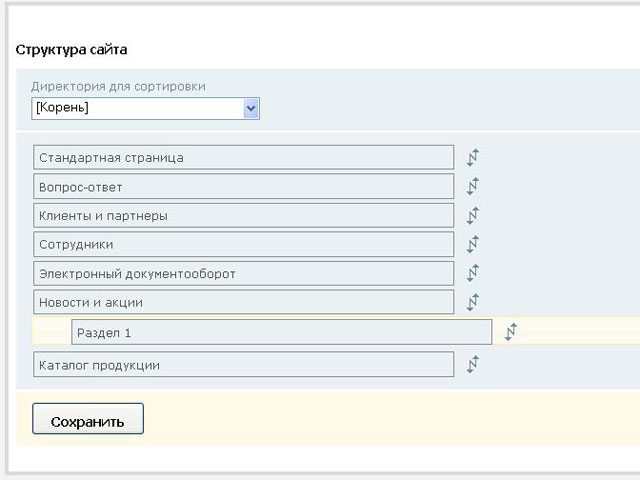 Структура сайта
Директория для сортировки
[Корень]
Стандартная страница
Вопрос-ответ
Клиенты и партнеры
Сотрудники
Электронный документооборот
Новости и акции
Раздел 1
Каталог продукции
Сохранить